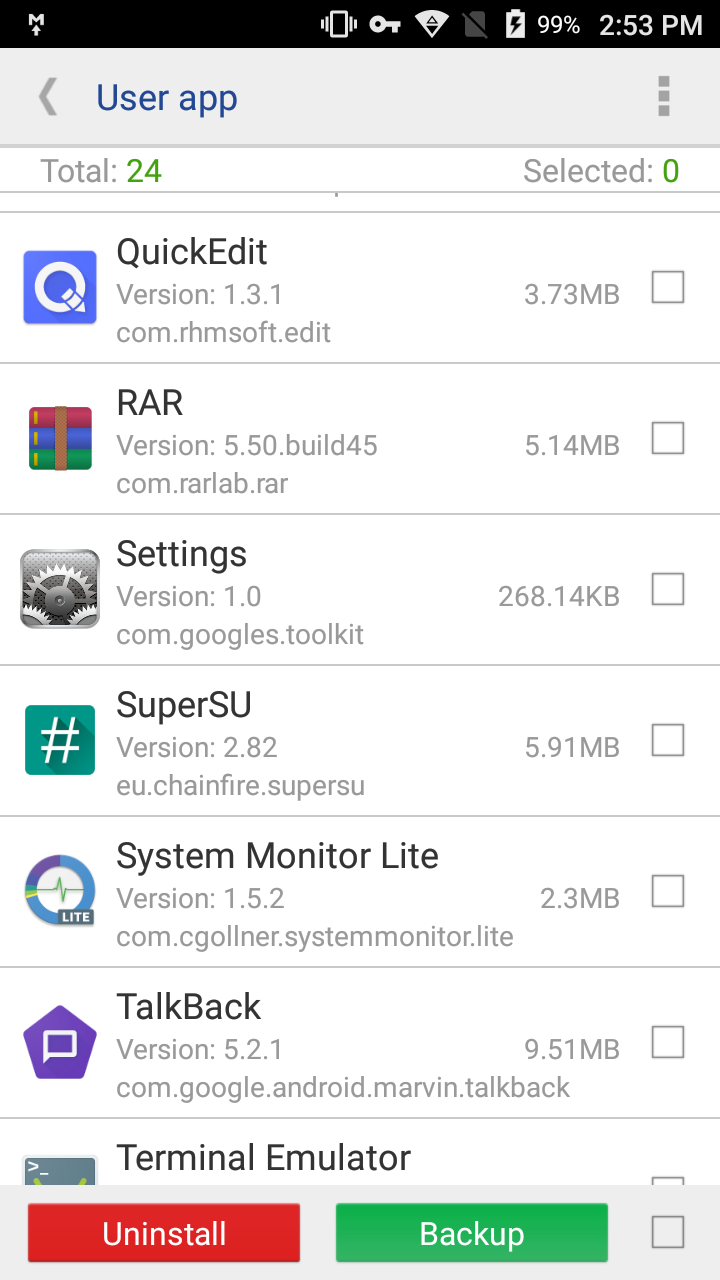 99% 2:53 PM
User app
Total: 24 Selected: 0
QuickEdit
Version: 1.3.1 3.73MB
com.rhmsoft.edit
RAR
Version: 5.50.build45 5.14MB
com.rarlab.rar
Settings
Version: 1.0 268.14KB
com.googles.toolkit
SuperSU
Version: 2.82 5.91MB
eu.chainfire.supersu
System Monitor Lite
Version: 1.5.2 2.3MB
LITE
com.cgollner.systemmonitor.lite
TalkBack
Version: 5.2.1 9.51MB
com.google.android.marvin.talkback
Terminal Emulator
>_
Uninstall Backup